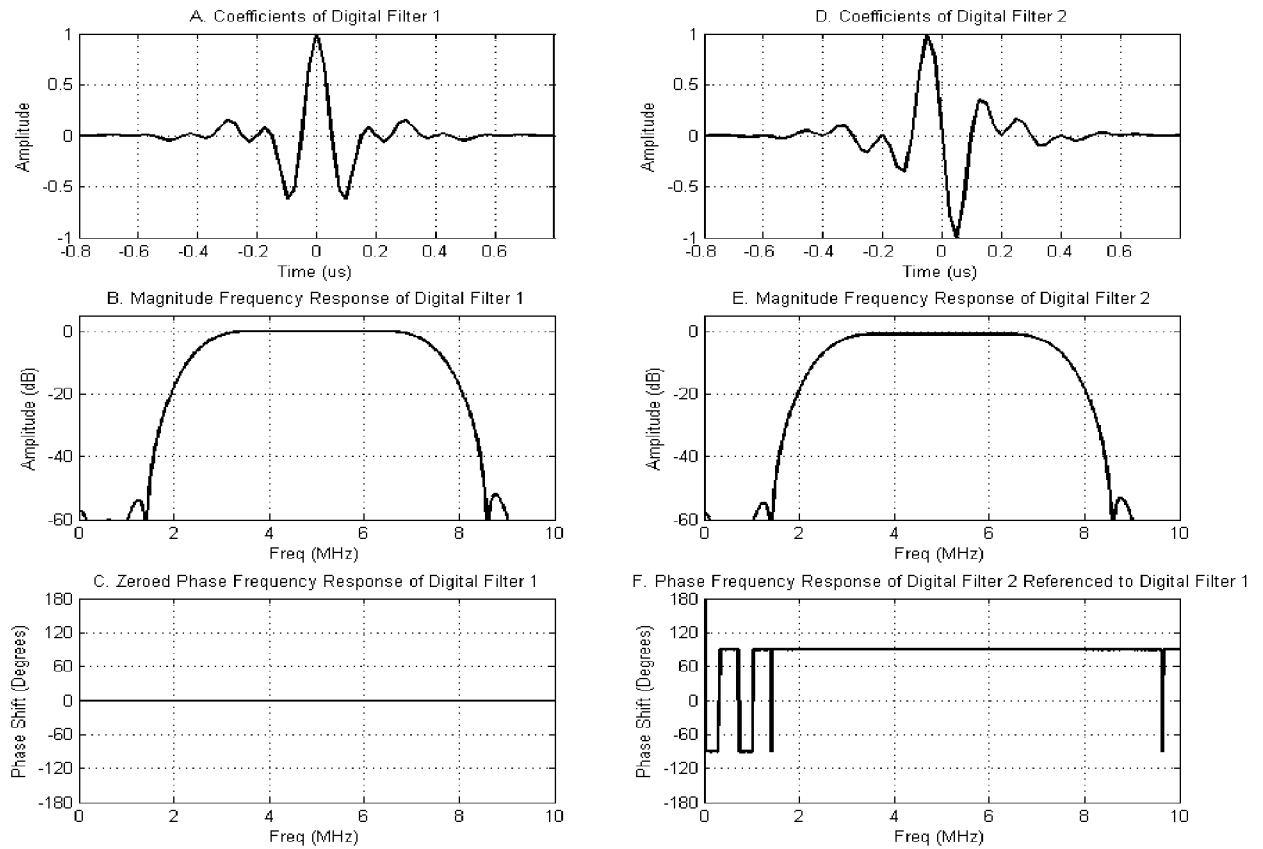 A. Coefficients of Digital Filter 1
1
0.5
0
-0.5
-1
Amplitude
-0.8 -0.6 -0.4 -0.2 0 0.2 0.4 0.6
Time (us)
D. Coefficients of Digital Filter 2
1
0.5
0
-0.5
-1
Amplitude
-0.8 -0.6 -0.4 -0.2 0 0.2 0.4 0.6
Time (us)
B. Magnitude Frequency Response of Digital Filter 1
0
-20
-40
-60
Amplitude (dB)
0 2 4 6 8 10
Freq (MHz)
E. Magnitude Frequency Response of Digital Filter 2
0
-20
-40
-60
Amplitude (dB)
0 2 4 6 8 10
Freq (MHz)
C. Zeroed Phase Frequency Response of Digital Filter 1
180
120
60
0
-60
-120
-180
Phase Shift (Degrees)
0 2 4 6 8 10
Freq (MHz)
F. Phase Frequency Response of Digital Filter 2 Referenced to Digital Filter 1
180
120
60
0
-60
-120
-180
Phase Shift (Degrees)
0 2 4 6 8 10
Freq (MHz)